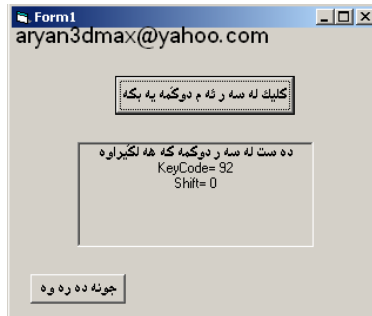 Form1
aryan3dmax@yahoo.com
كليك له سه ر ئه م دوگمه يه بكه
ده ست له سه ر دوگمه كه هه لگيراوه
KeyCode= 92
Shift= 0
چونه ده ره وه